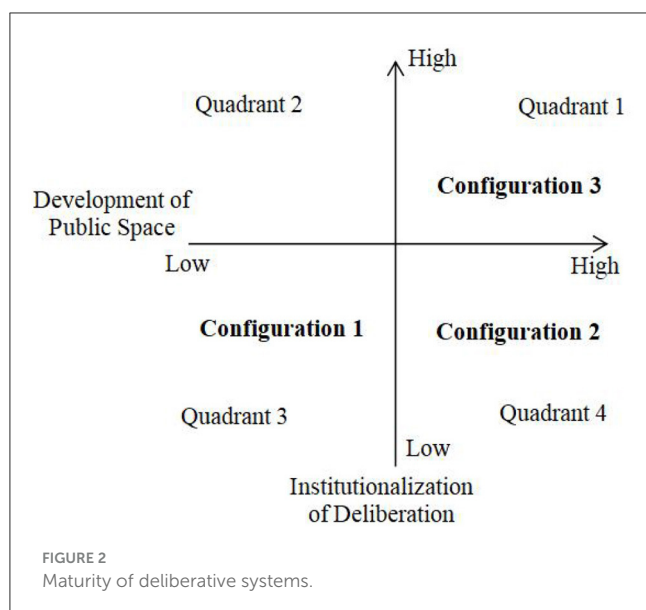 High
Quadrant 2
Quadrant 1
Configuration 3
Development of
Public Space
Low
High
Configuration 1
Configuration 2
Quadrant 3
Quadrant 4
Low
Institutionalization
of Deliberation
FIGURE 2
Maturity of deliberative systems.